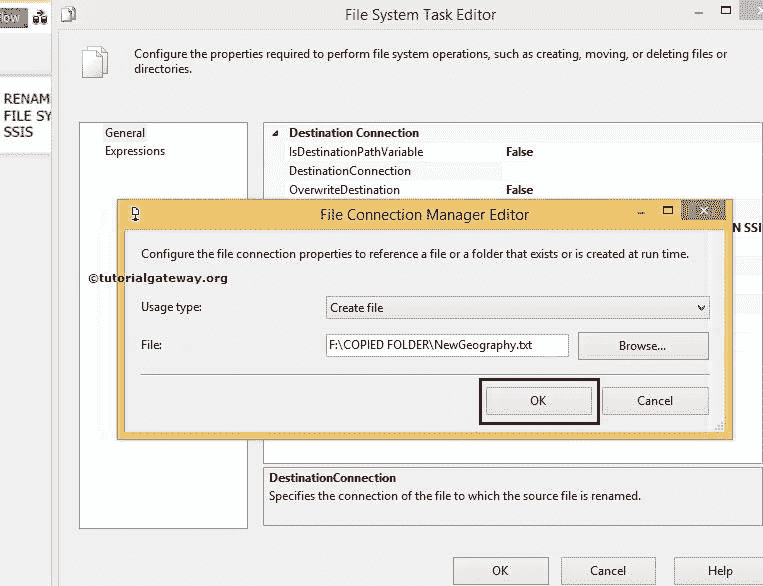 File System Task Editor
Configure the properties required to perform file system operations, such as creating, moving, or deleting files or
directories.
RENAM
FILE SY
SSIS
General
Expressions
Destination Connection
IsDestinationPathVariable False
DestinationConnection
OverwriteDestination False
File Connection Manager Editor
N SSI
Configure the file connection properties to reference a file or a folder that exists or is created at run time.
©tutorialgateway.org
Usage type: Create file
File: F:\COPIED FOLDER\NewGeography.txt Browse...
OK Cancel
DestinationConnection
Specifies the connection of the file to which the source file is renamed.
OK Cancel Help